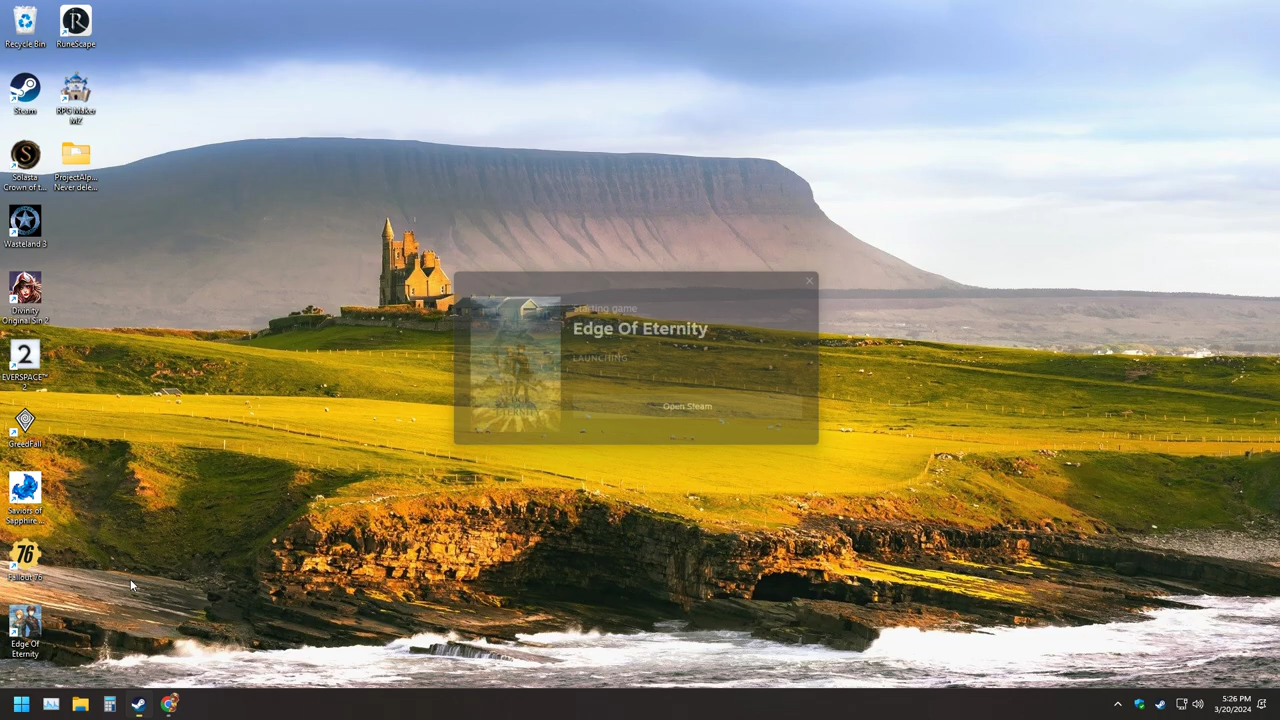 Recycle Bin
RuneScape
Steam
RPG Maker
MZ
Solasta
Crown of t...
ProjectAlp...
Never dele...
Wasteland 3
Divinity
Original Sin 2
2
EVERSPACE™
2
GreedFall
Saviors of
Sapphire ...
76
Fallout 76
Edge Of
Eternity
Starting game
Edge Of Eternity
LAUNCHING
Open Steam
ETERNITY
5:26 PM
3/20/2024